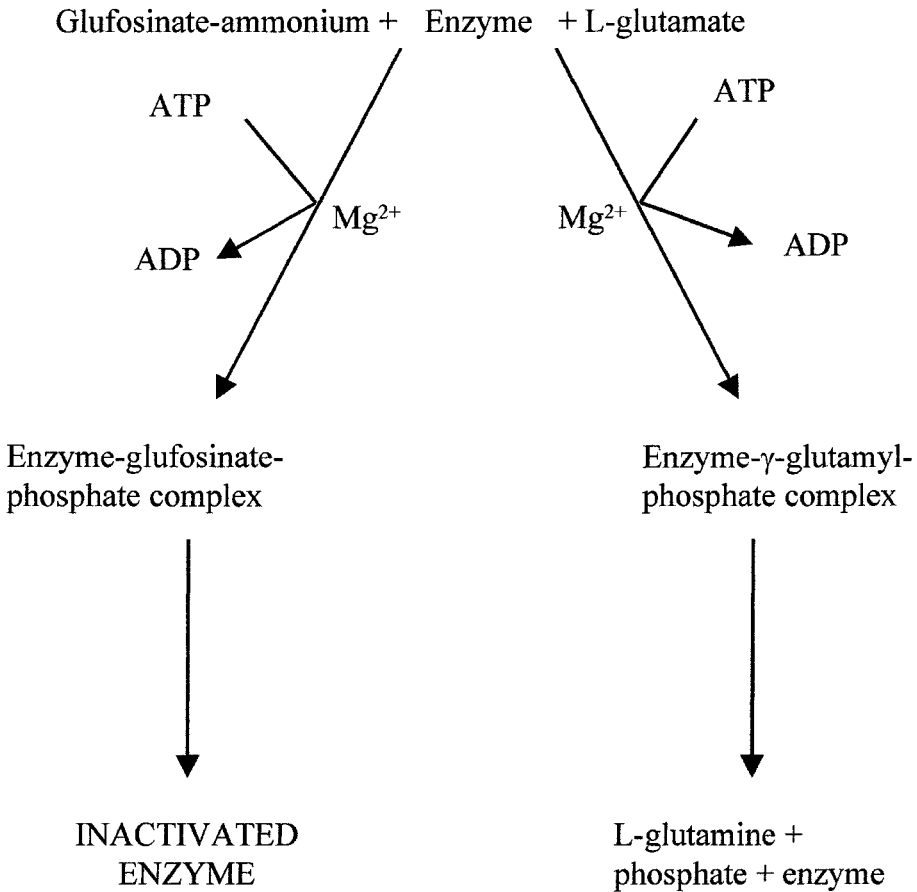 Glufosinate-ammonium + Enzyme + L-glutamate
ATP
ATP
Mg²⁺
Mg²⁺
ADP
ADP
Enzyme-glufosinate-
phosphate complex
Enzyme-γ-glutamyl-
phosphate complex
INACTIVATED
ENZYME
L-glutamine +
phosphate + enzyme